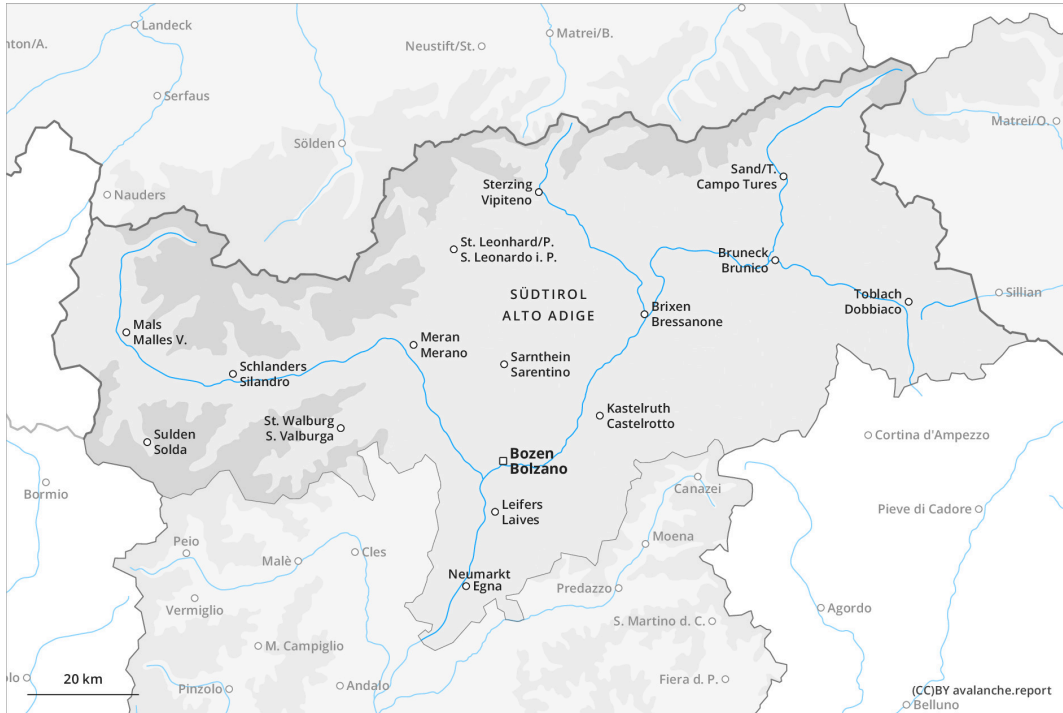 Landeck
Matrei/B.
nton/A.
Neustift/St.
Serfaus
Matrei/O.
Sölden
Sand/T.
Campo Tures
Nauders
Sterzing
Vipiteno
St. Leonhard/P.
S. Leonardo i. P.
Bruneck
Brunico
SÜDTIROL
ALTO ADIGE
Toblach
Dobbiaco
Sillian
Brixen
Bressanone
Mals
Malles V.
Meran
Merano
Schlanders
Silandro
Sarnthein
Sarentino
Kastelruth
Castelrotto
St. Walburg
S. Valburga
Sulden
Solda
Cortina d'Ampezzo
Bozen
Bolzano
Bormio
Canazei
Leifers
Laives
Pieve di Cadore
Moena
Peio
Malè
Cles
Neumarkt
Egna
Predazzo
Vermiglio
Agordo
S. Martino d. C.
M. Campiglio
olo
20 km
Pinzolo
Andalo
Fiera d. P.
(CC)BY avalanche.report
Belluno